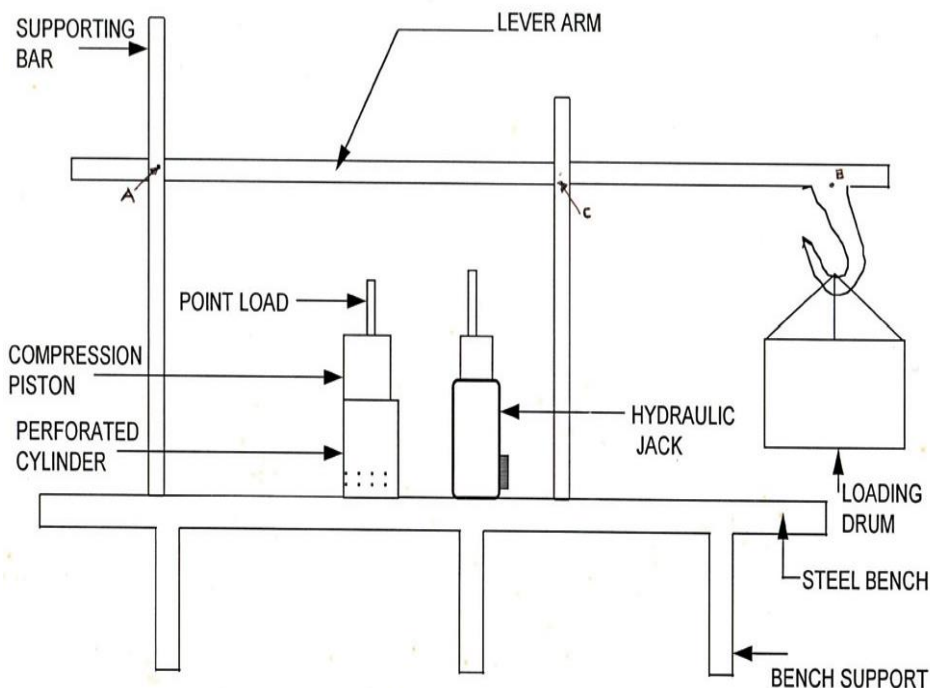 SUPPORTING
BAR
LEVER ARM
A
B
C
POINT LOAD
COMPRESSION
PISTON
PERFORATED
CYLINDER
HYDRAULIC
JACK
LOADING
DRUM
STEEL BENCH
BENCH SUPPORT